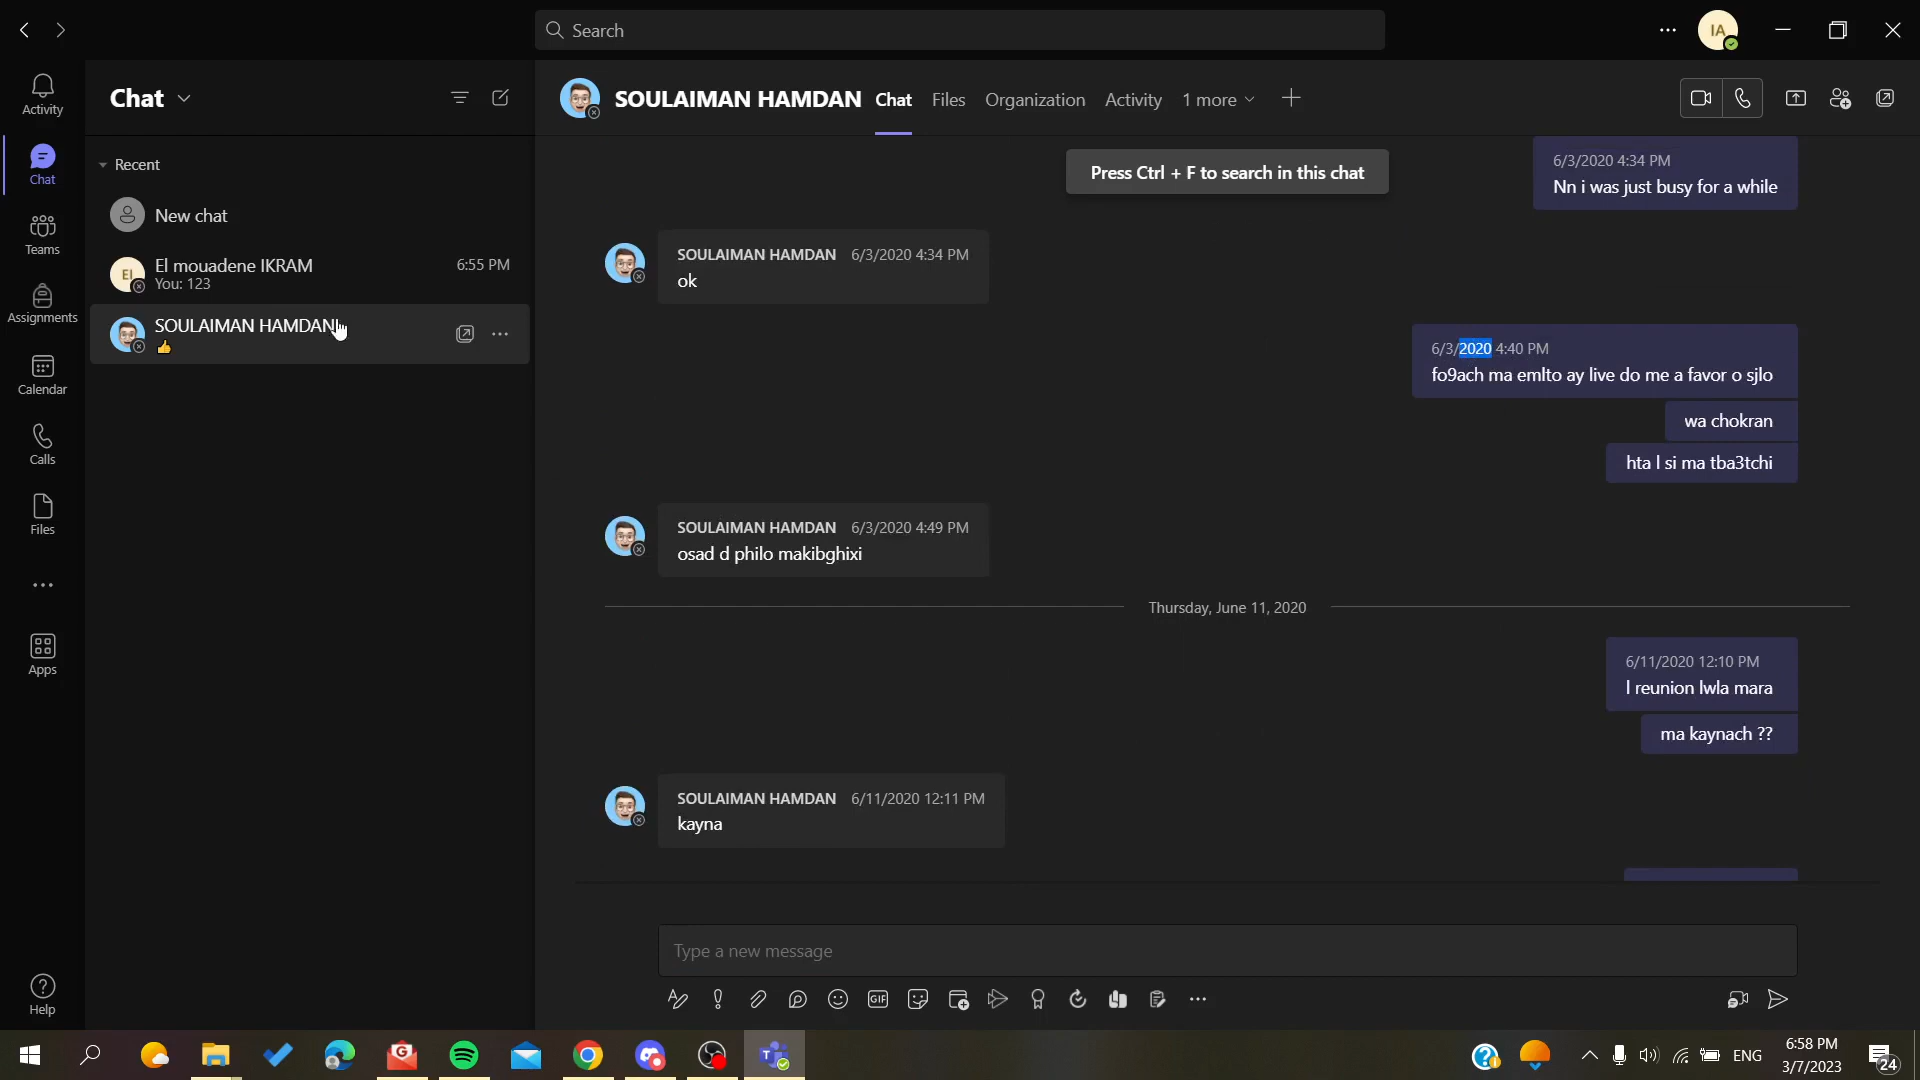 Search
IA
Activity
Chat
Teams
Assignments
Calendar
Calls
Files
Apps
Help
Chat
Recent
New chat
EI
El mouadene IKRAM
6:55 PM
You: 123
SOULAIMAN HAMDANI
👍
SOULAIMAN HAMDAN Chat Files Organization Activity 1 more
Press Ctrl + F to search in this chat
6/3/2020 4:34 PM
Nn i was just busy for a while
SOULAIMAN HAMDAN 6/3/2020 4:34 PM
ok
6/3/2020 4:40 PM
fo9ach ma emlto ay live do me a favor o sjlo
wa chokran
hta l si ma tba3tchi
SOULAIMAN HAMDAN 6/3/2020 4:49 PM
osad d philo makibghixi
Thursday, June 11, 2020
6/11/2020 12:10 PM
l reunion lwla mara
ma kaynach ??
SOULAIMAN HAMDAN 6/11/2020 12:11 PM
kayna
Type a new message
GIF
ENG
6:58 PM
3/7/2023
24